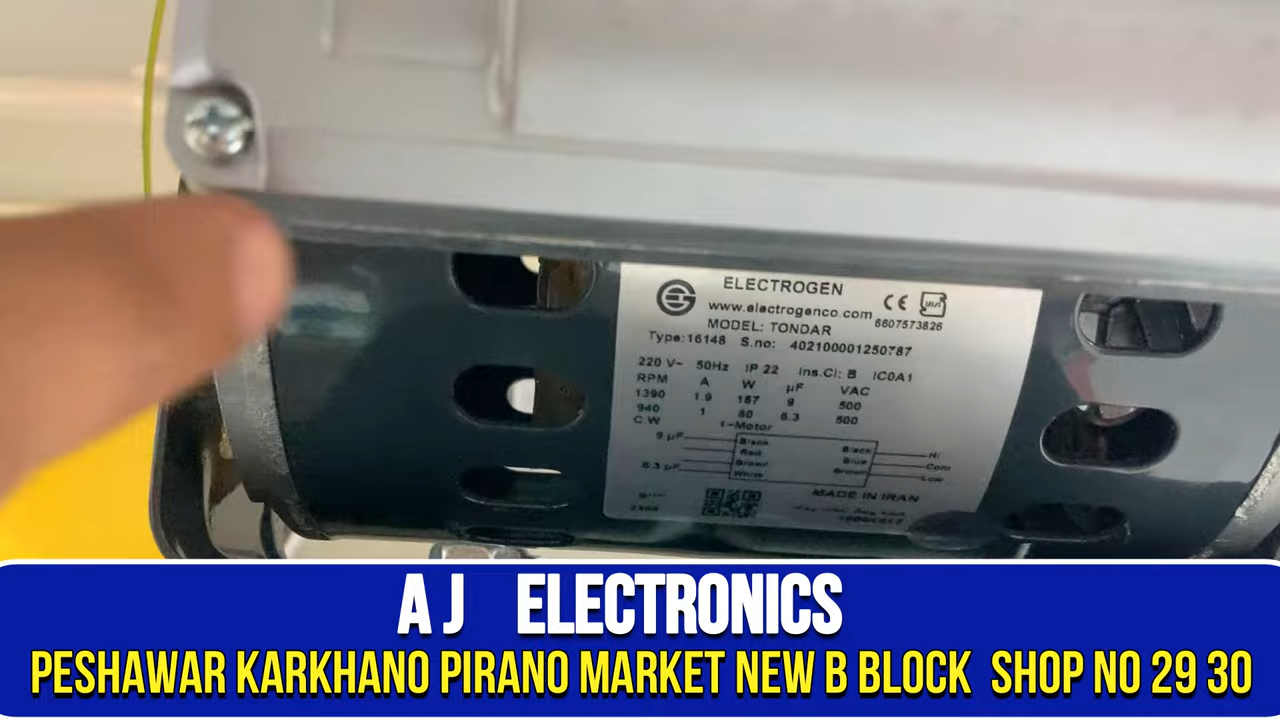 ELECTROGEN
www.electrogenco.com
6607573826
MODEL: TONDAR
Type:16148 S.no: 402100001250787
220 V~ 50Hz IP 22 Ins.Cl: B IC0A1
RPM A W µF VAC
1390 1.9 187 9 500
940 1 80 6.3 500
C.W 1-Motor
9 µF Black Black Hi
Red Blue Com
6.3 µF Brown Brown Low
White
MADE IN IRAN
A J ELECTRONICS
PESHAWAR KARKHANO PIRANO MARKET NEW B BLOCK SHOP NO 29 30